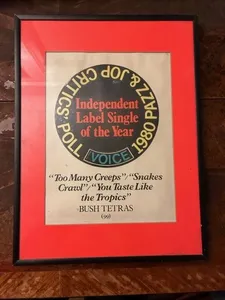 1980 PAZZ & JOP CRITICS' POLL
Independent
Label Single
of the Year
VOICE
"Too Many Creeps"/"Snakes
Crawl"/"You Taste Like
the Tropics"
-BUSH TETRAS
(99)